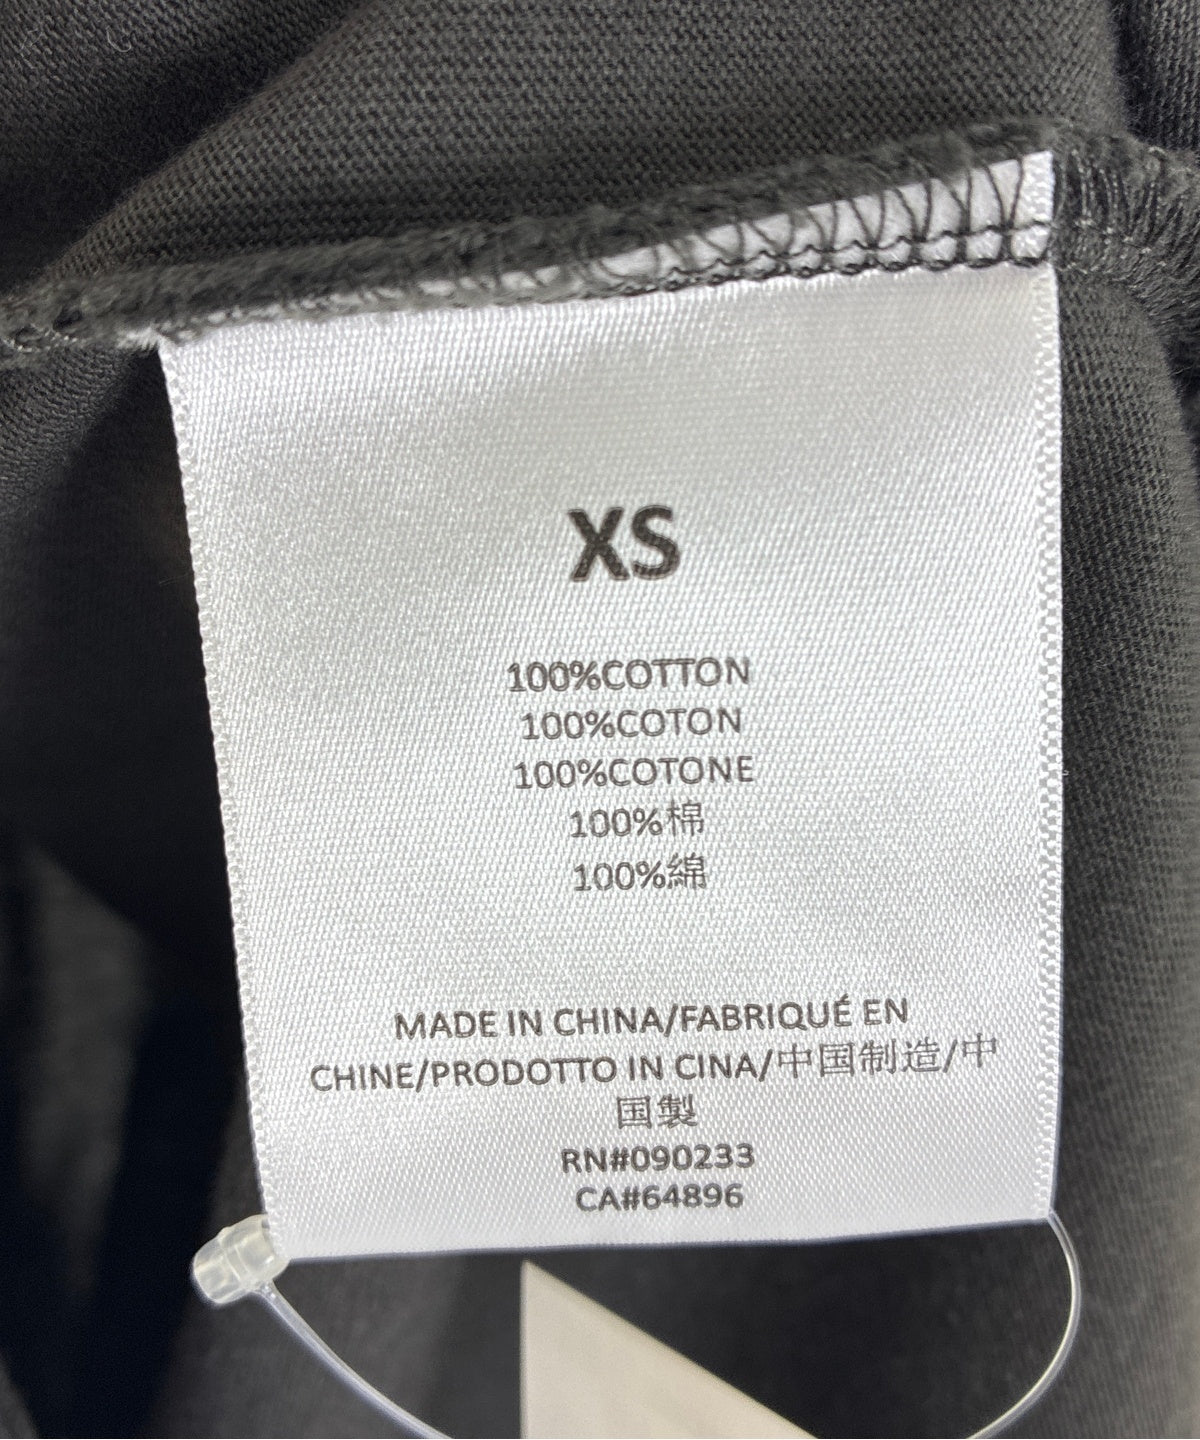 XS
100%COTTON
100%COTON
100%COTONE
100%棉
100%綿
MADE IN CHINA/FABRIQUÉ EN
CHINE/PRODOTTO IN CINA/中国制造/中
国製
RN#090233
CA#64896